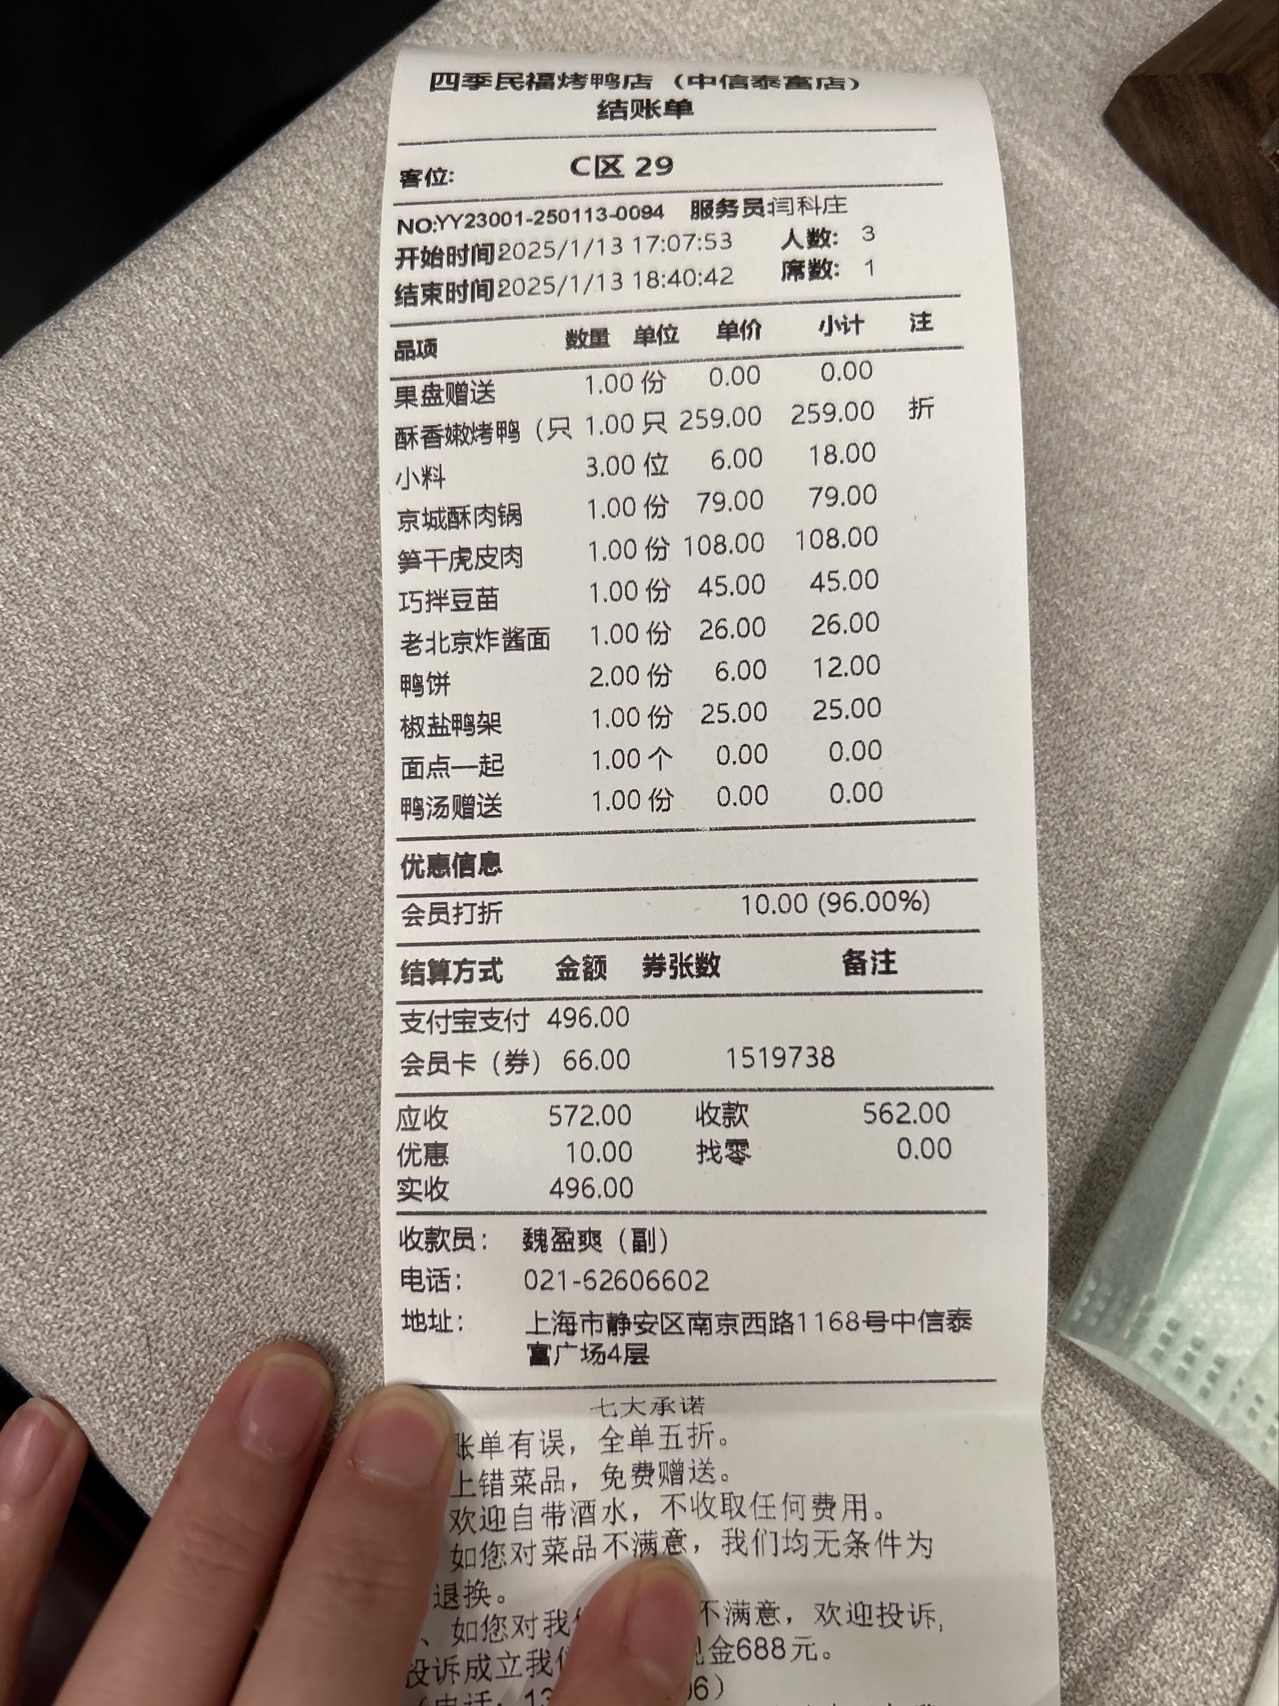 四季民福烤鸭店（中信泰富店）
结账单
客位: C区 29
NO:YY23001-250113-0094 服务员:闫科庄
开始时间:2025/1/13 17:07:53 人数: 3
结束时间:2025/1/13 18:40:42 席数: 1
品项 数量 单位 单价 小计 注
果盘赠送 1.00 份 0.00 0.00
酥香嫩烤鸭（只 1.00 只 259.00 259.00 折
小料 3.00 位 6.00 18.00
京城酥肉锅 1.00 份 79.00 79.00
笋干虎皮肉 1.00 份 108.00 108.00
巧拌豆苗 1.00 份 45.00 45.00
老北京炸酱面 1.00 份 26.00 26.00
鸭饼 2.00 份 6.00 12.00
椒盐鸭架 1.00 份 25.00 25.00
面点一起 1.00 个 0.00 0.00
鸭汤赠送 1.00 份 0.00 0.00
优惠信息
会员打折 10.00 (96.00%)
结算方式 金额 券张数 备注
支付宝支付 496.00
会员卡（券） 66.00 1519738
应收 572.00 收款 562.00
优惠 10.00 找零 0.00
实收 496.00
收款员: 魏盈爽（副）
电话: 021-62606602
地址: 上海市静安区南京西路1168号中信泰
富广场4层
七大承诺
账单有误，全单五折。
上错菜品，免费赠送。
欢迎自带酒水，不收取任何费用。
如您对菜品不满意，我们均无条件为
退换。
、如您对我 不满意，欢迎投诉,
投诉成立我 金688元。
（电话：13 96）